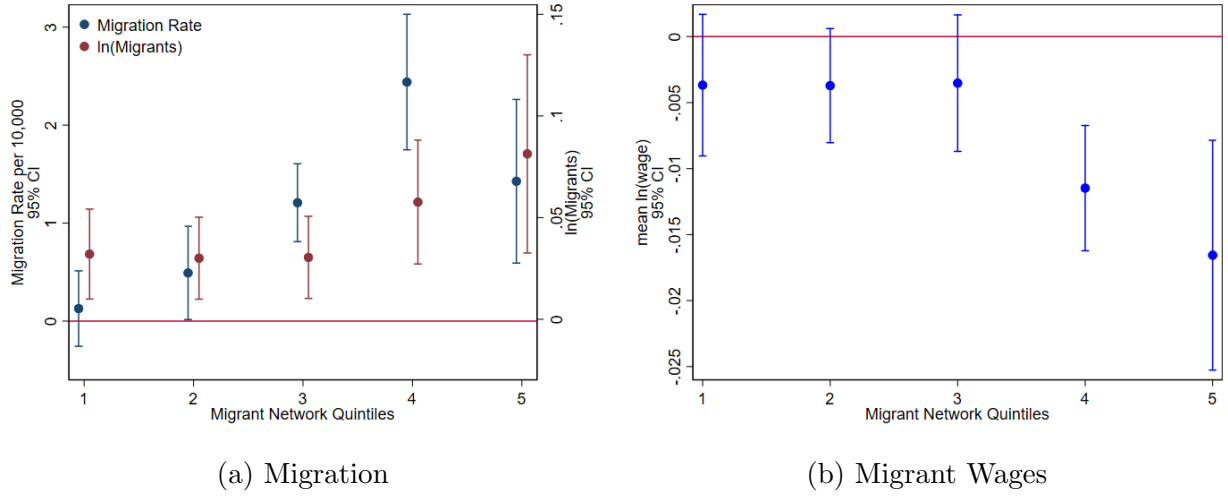 Migration Rate
ln(Migrants)
Migration Rate per 10,000
95% CI
3
2
1
0
.15
.1
.05
0
ln(Migrants)
95% CI
1 2 3 4 5
Migrant Network Quintiles
(a) Migration
mean ln(wage)
95% CI
0
-.005
-.01
-.015
-.02
-.025
1 2 3 4 5
Migrant Network Quintiles
(b) Migrant Wages